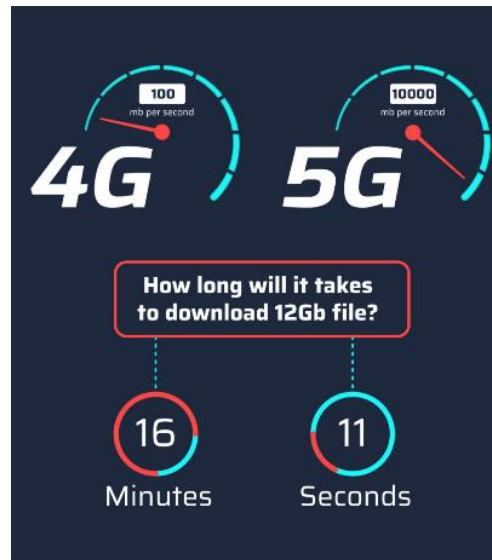 100
mb per second
4G
10000
mb per second
5G
How long will it takes
to download 12Gb file?
16
Minutes
11
Seconds